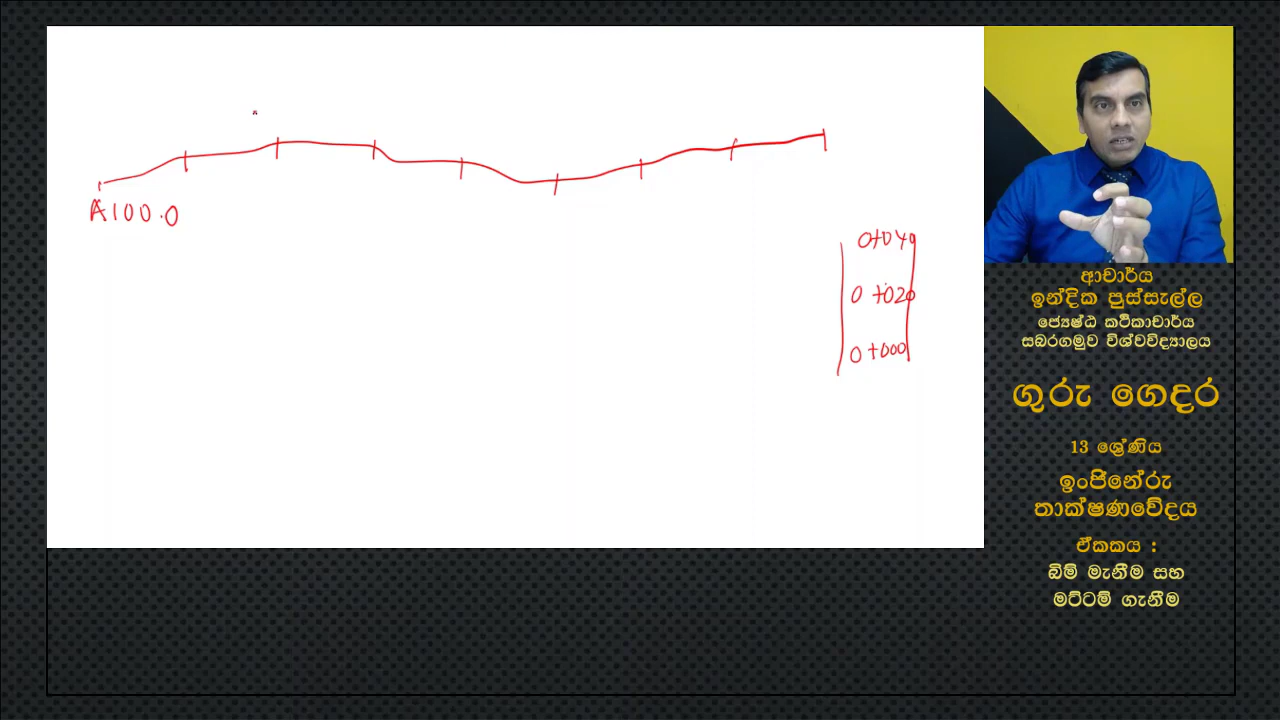 A100.0
0+040
0+020
0+000
ආචාර්ය
ඉන්දික පුස්සැල්ල
ජ්‍යෙෂ්ඨ කථිකාචාර්ය
සබරගමුව විශ්වවිද්‍යාලය
ගුරු ගෙදර
13 ශ්‍රේණිය
ඉංජිනේරු
තාක්ෂණවේදය
ඒකකය :
බිම් මැනීම සහ
මට්ටම් ගැනීම